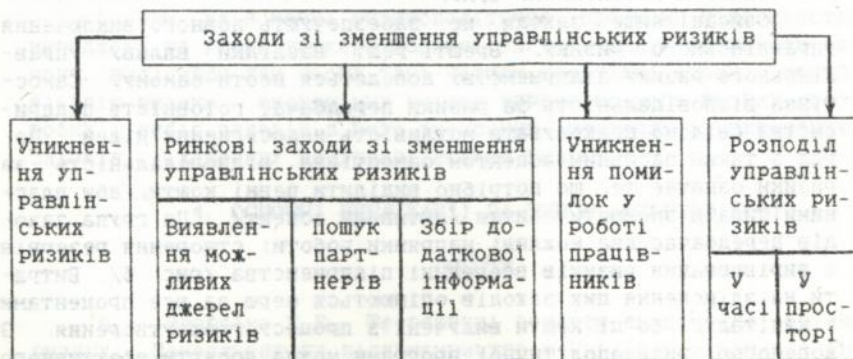 Заходи зі зменшення управлінських ризиків
Уникнен-
ня уп-
равлін-
ських
ризиків
Ринкові заходи зі зменшення
управлінських ризиків
Виявлен-
ня мож-
ливих
джерел
ризиків
Пошук
парт-
нерів
Збір до-
даткової
інформа-
ції
Уникнен-
ня поми-
лок у
роботі
праців-
ників
Розподіл
управлін-
ських ри-
зиків
у
часі
у
прос-
торі